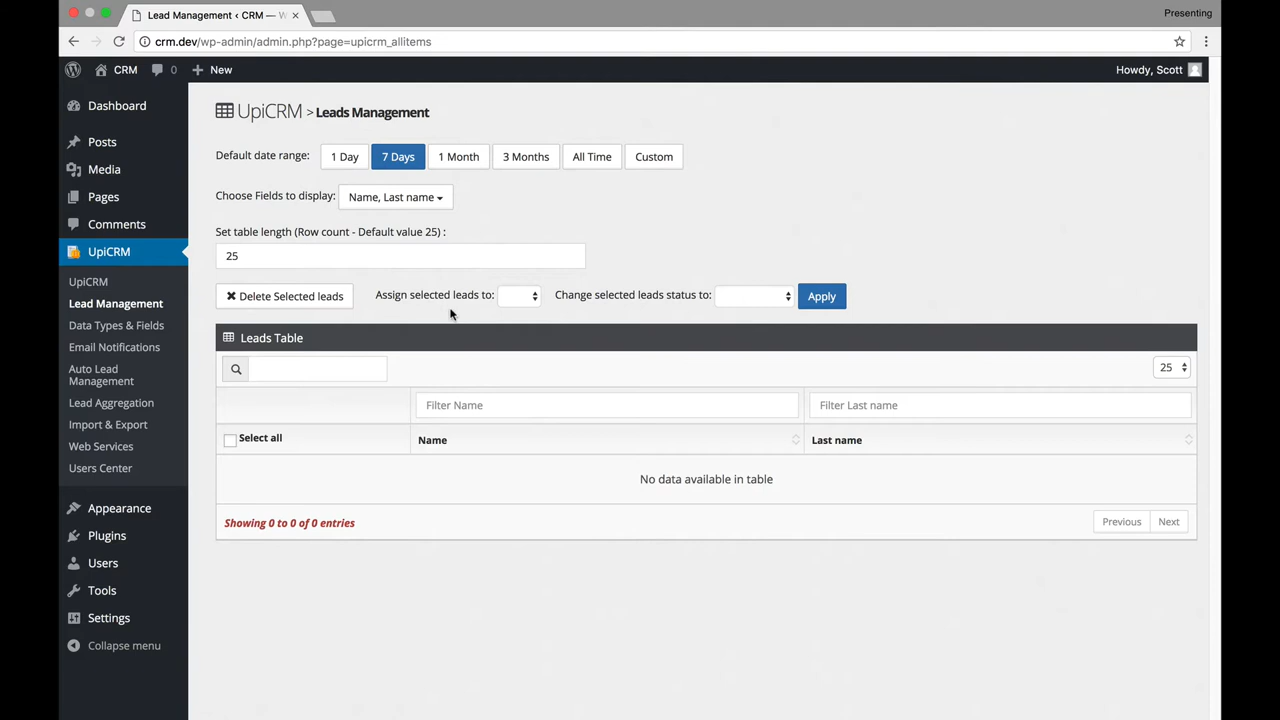 Lead Management ‹ CRM —
Presenting
crm.dev/wp-admin/admin.php?page=upicrm_allitems
CRM
0
New
Howdy, Scott
Dashboard
Posts
Media
Pages
Comments
UpiCRM
UpiCRM
Lead Management
Data Types & Fields
Email Notifications
Auto Lead
Management
Lead Aggregation
Import & Export
Web Services
Users Center
Appearance
Plugins
Users
Tools
Settings
Collapse menu
UpiCRM > Leads Management
Default date range:
1 Day
7 Days
1 Month
3 Months
All Time
Custom
Choose Fields to display:
Name, Last name
Set table length (Row count - Default value 25) :
25
Delete Selected leads
Assign selected leads to:
Change selected leads status to:
Apply
Leads Table
25
Filter Name
Filter Last name
Select all
Name
Last name
No data available in table
Showing 0 to 0 of 0 entries
Previous
Next